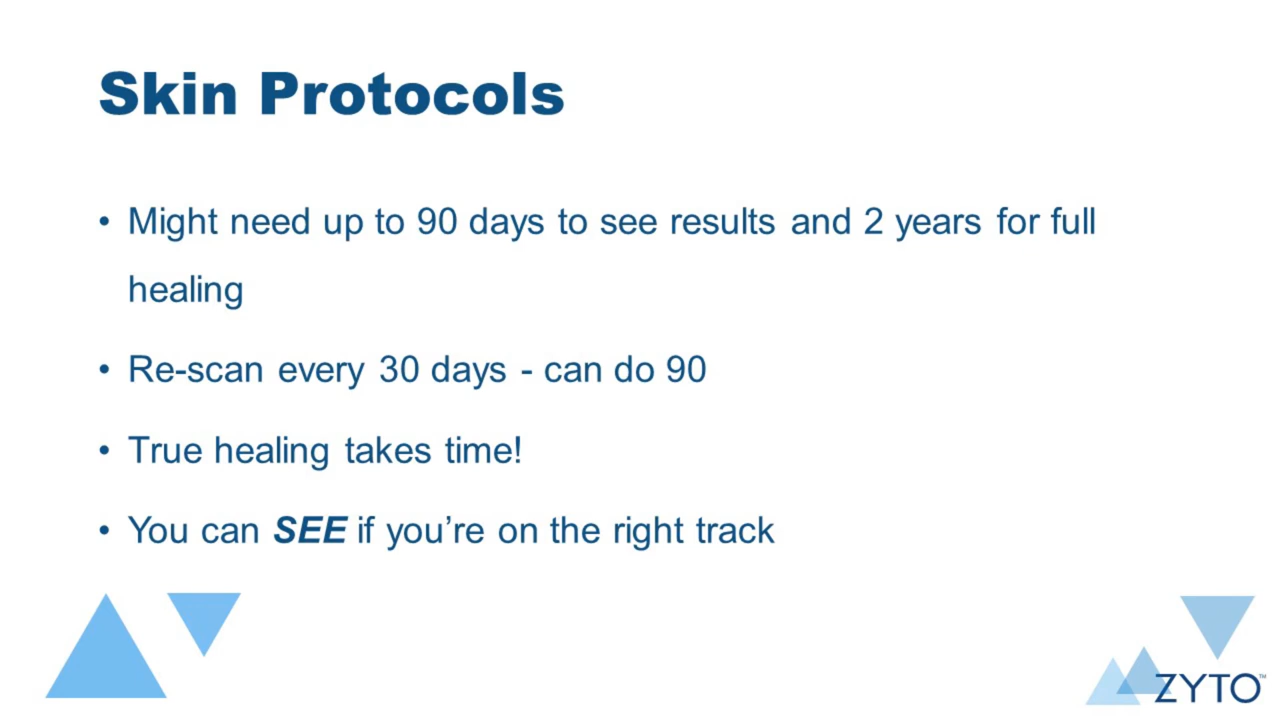 Skin Protocols
• Might need up to 90 days to see results and 2 years for full
healing
• Re-scan every 30 days - can do 90
• True healing takes time!
• You can SEE if you’re on the right track
ZYTO™